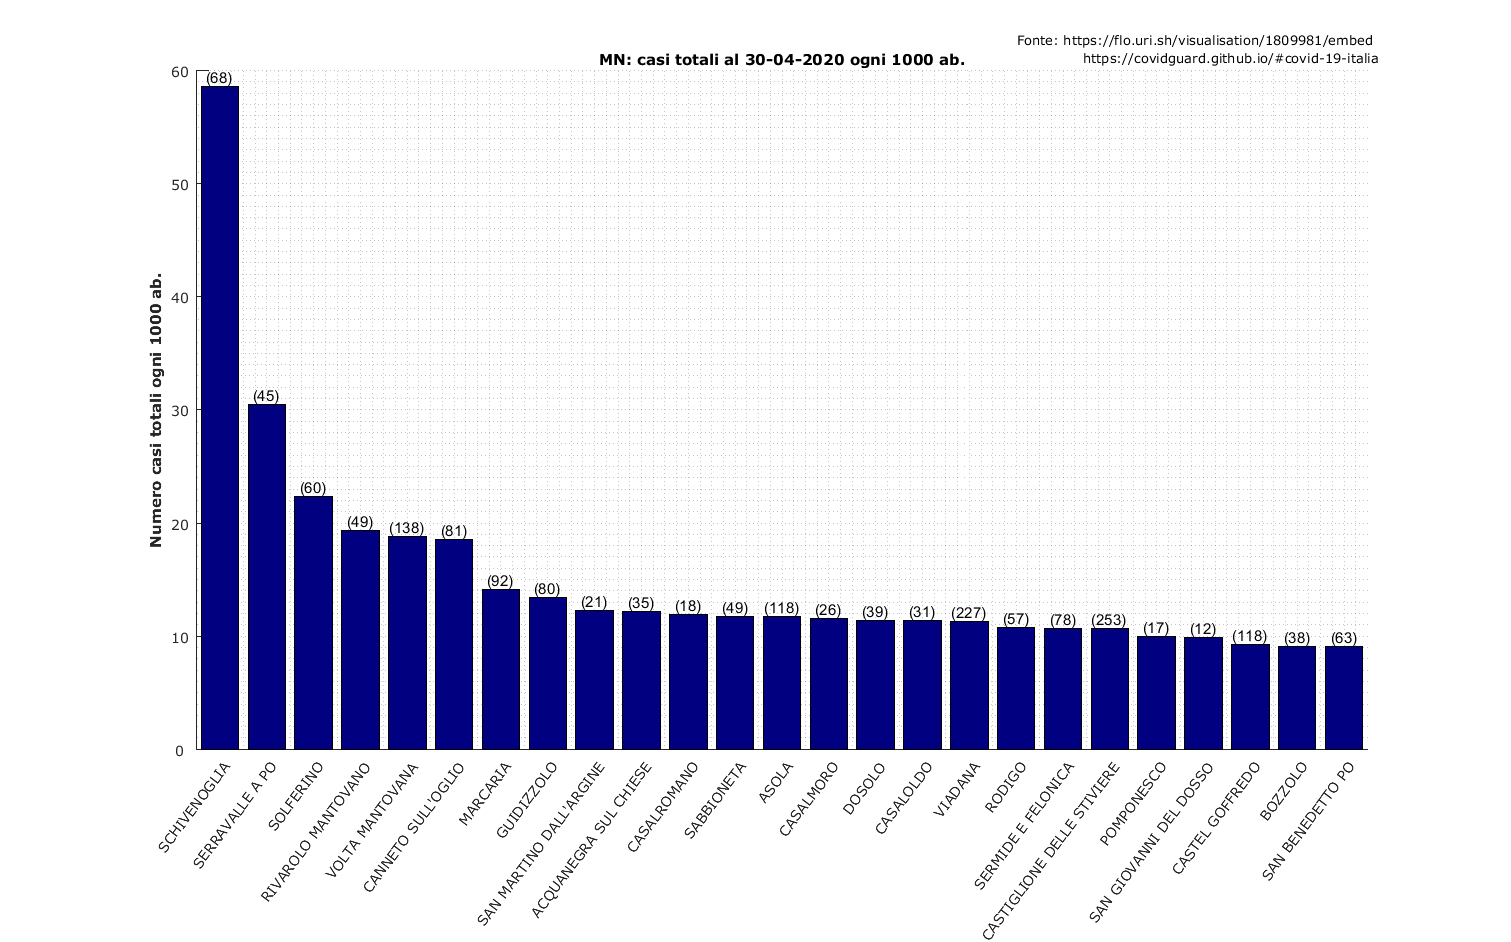 Fonte: https://flo.uri.sh/visualisation/1809981/embed
https://covidguard.github.io/#covid-19-italia
MN: casi totali al 30-04-2020 ogni 1000 ab.
Numero casi totali ogni 1000 ab.
60
50
40
30
20
10
0
(68)
(45)
(60)
(49)
(138)
(81)
(92)
(80)
(21)
(35)
(18)
(49)
(118)
(26)
(39)
(31)
(227)
(57)
(78)
(253)
(17)
(12)
(118)
(38)
(63)
SCHIVENOGLIA
SERRAVALLE A PO
SOLFERINO
RIVAROLO MANTOVANO
VOLTA MANTOVANA
CANNETO SULL'OGLIO
MARCARIA
GUIDIZZOLO
SAN MARTINO DALL'ARGINE
ACQUANEGRA SUL CHIESE
CASALROMANO
SABBIONETA
ASOLA
CASALMORO
DOSOLO
CASALOLDO
VIADANA
RODIGO
SERMIDE E FELONICA
CASTIGLIONE DELLE STIVIERE
POMPONESCO
SAN GIOVANNI DEL DOSSO
CASTEL GOFFREDO
BOZZOLO
SAN BENEDETTO PO